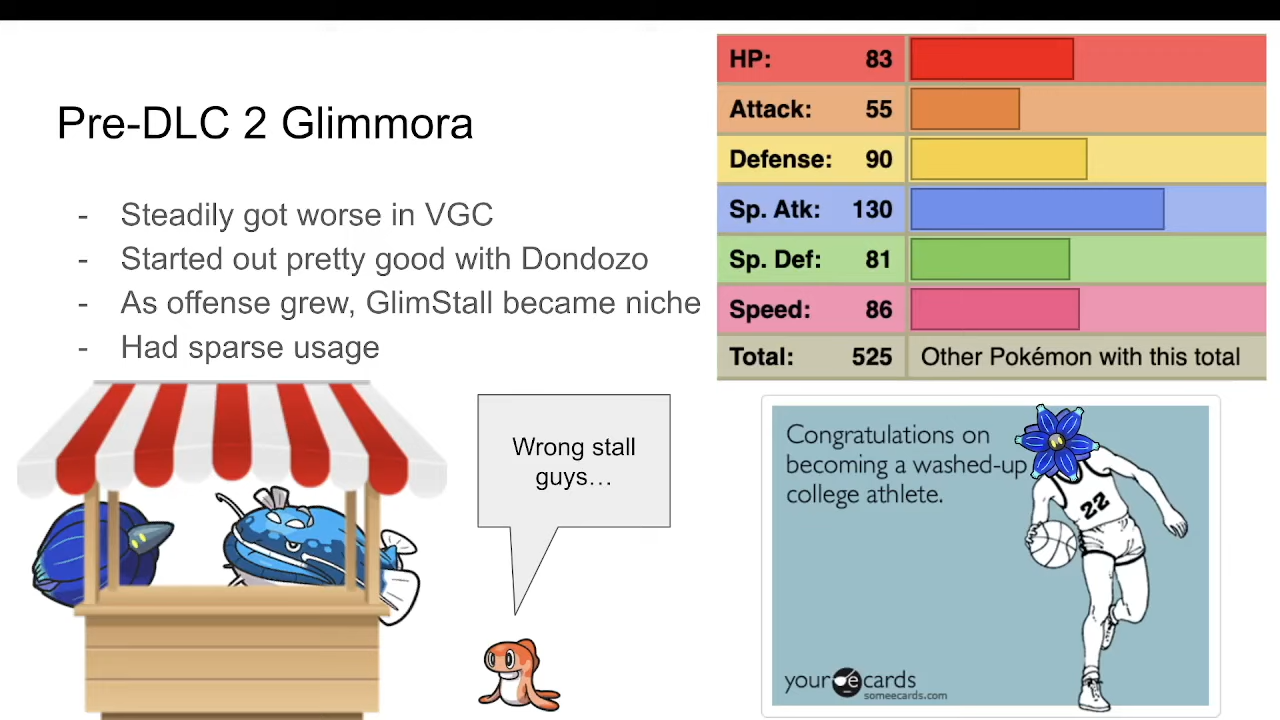 Pre-DLC 2 Glimmora
- Steadily got worse in VGC
- Started out pretty good with Dondozo
- As offense grew, GlimStall became niche
- Had sparse usage
HP: 83
Attack: 55
Defense: 90
Sp. Atk: 130
Sp. Def: 81
Speed: 86
Total: 525 Other Pokémon with this total
Wrong stall
guys…
Congratulations on
becoming a washed-up
college athlete.
22
your e cards
someecards.com